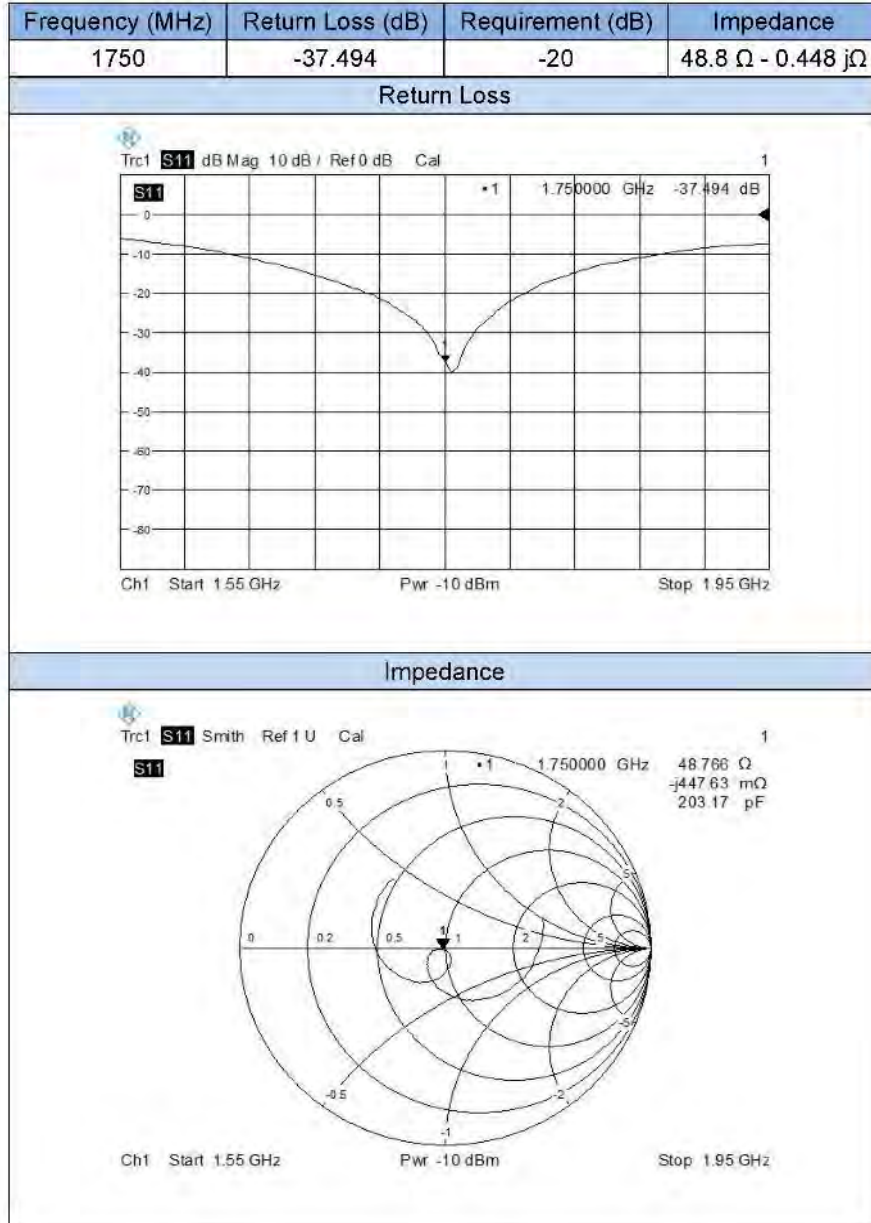 Frequency (MHz) Return Loss (dB) Requirement (dB) Impedance
1750 -37.494 -20 48.8 Ω - 0.448 jΩ
Return Loss
Trc1 S11 dB Mag 10 dB / Ref 0 dB Cal 1
S11 •1 1.750000 GHz -37.494 dB
0
-10
-20
-30
1
-40
-50
-60
-70
-80
Ch1 Start 1.55 GHz Pwr -10 dBm Stop 1.95 GHz
Impedance
Trc1 S11 Smith Ref 1 U Cal 1
S11 •1 1.750000 GHz 48.766 Ω
-j447.63 mΩ
203.17 pF
1
0.5 2
5
1
0 0.2 0.5 1 2 5
-5
-0.5 -2
-1
Ch1 Start 1.55 GHz Pwr -10 dBm Stop 1.95 GHz